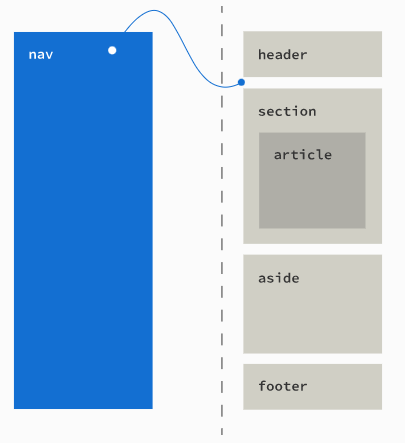 nav
header
section
article
aside
footer